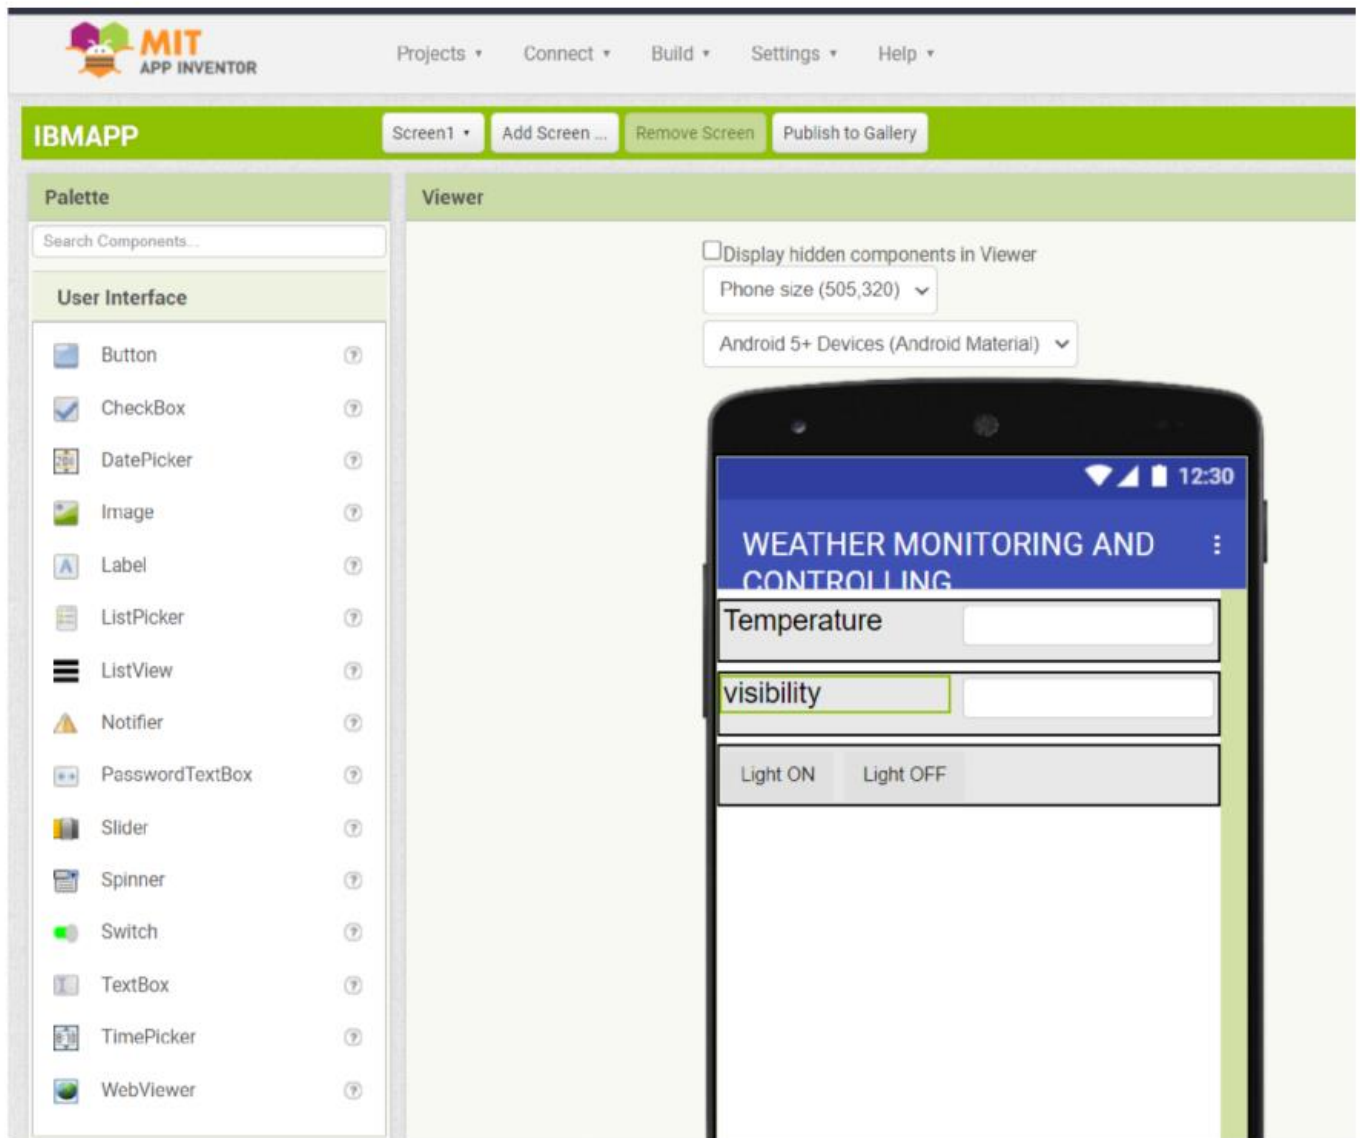 MIT
APP INVENTOR
Projects Connect Build Settings Help
IBMAPP Screen1 Add Screen ... Remove Screen Publish to Gallery
Palette
Viewer
Search Components...
User Interface
Button
CheckBox
DatePicker
Image
Label
ListPicker
ListView
Notifier
PasswordTextBox
Slider
Spinner
Switch
TextBox
TimePicker
WebViewer
Display hidden components in Viewer
Phone size (505,320)
Android 5+ Devices (Android Material)
12:30
WEATHER MONITORING AND
CONTROLLING
Temperature
visibility
Light ON Light OFF